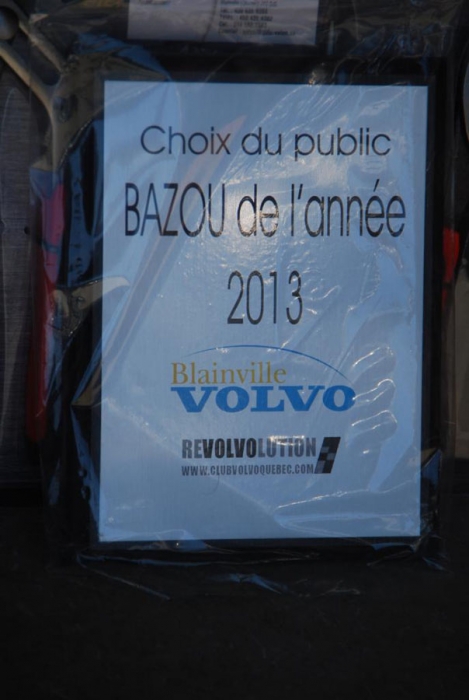 Choix du public
BAZOU de l'année
2013
Blainville
VOLVO
REVOLVOLUTION
WWW.CLUBVOLVOQUEBEC.COM